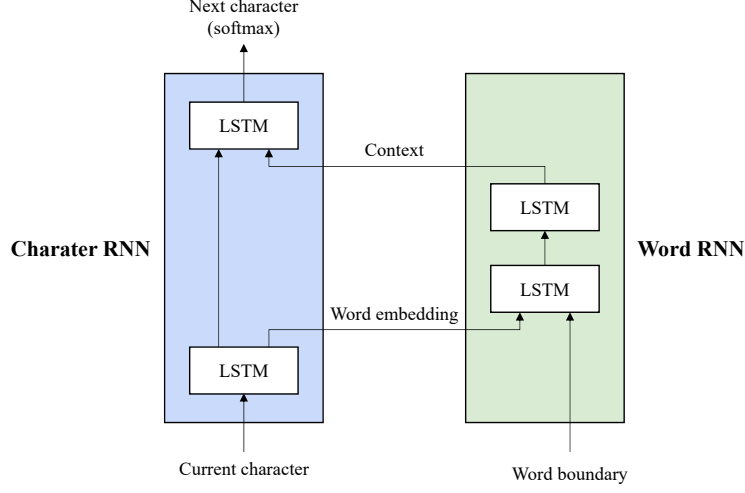 Next character
(softmax)
LSTM
Context
LSTM
Charater RNN
Word RNN
LSTM
Word embedding
LSTM
Current character
Word boundary